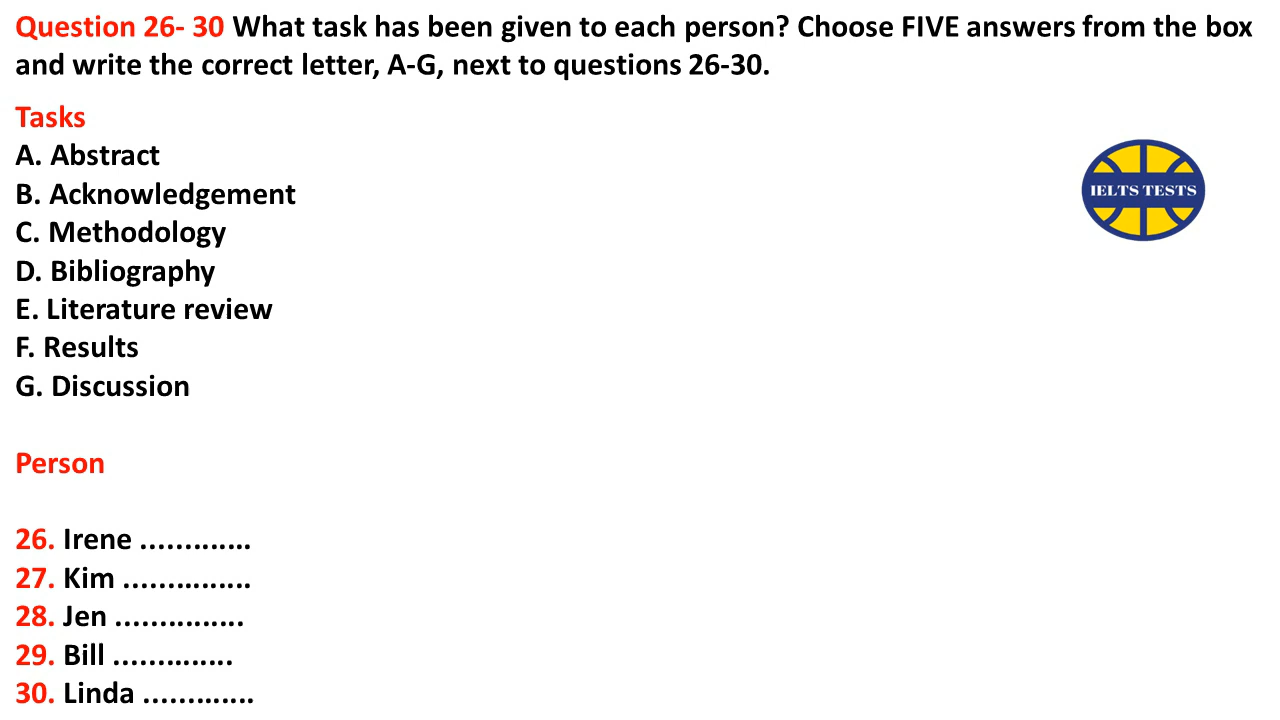 Question 26- 30 What task has been given to each person? Choose FIVE answers from the box
and write the correct letter, A-G, next to questions 26-30.
Tasks
A. Abstract
B. Acknowledgement
IELTS TESTS
C. Methodology
D. Bibliography
E. Literature review
F. Results
G. Discussion
Person
26. Irene .............
27. Kim ...............
28. Jen ...............
29. Bill ..............
30. Linda .............